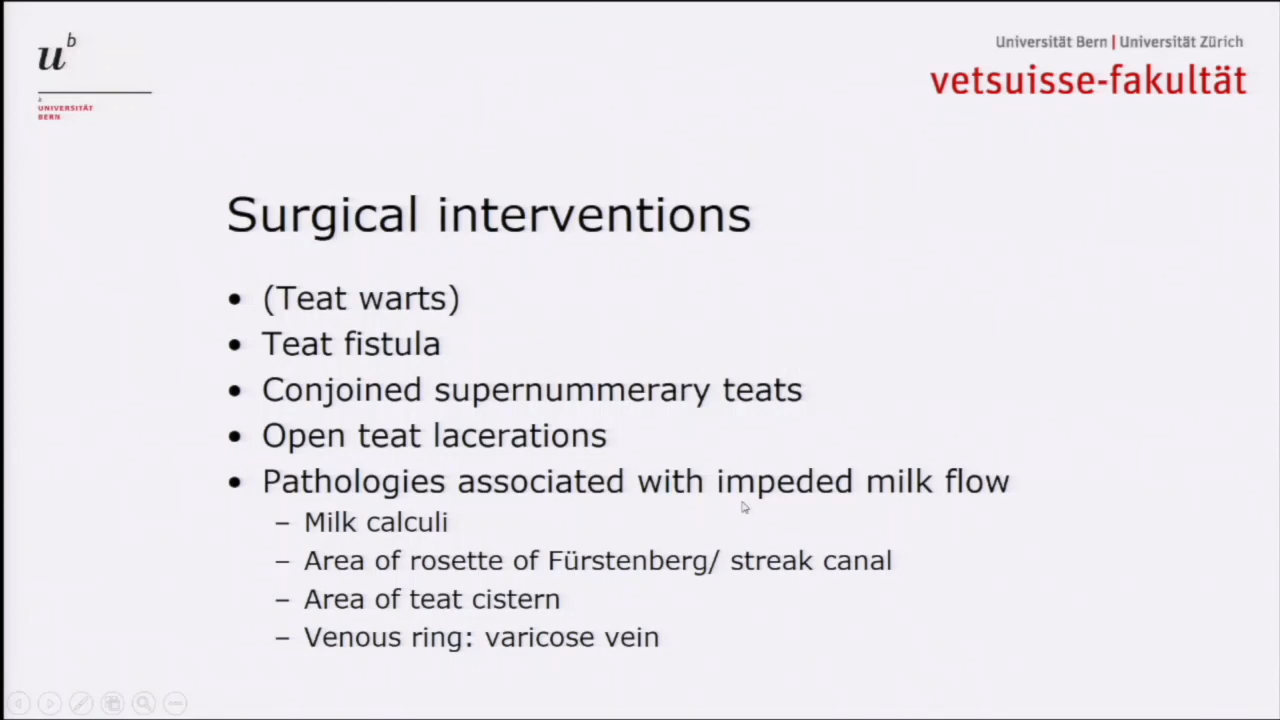 u^b
b
UNIVERSITÄT
BERN
Universität Bern | Universität Zürich
vetsuisse-fakultät
Surgical interventions
• (Teat warts)
• Teat fistula
• Conjoined supernummerary teats
• Open teat lacerations
• Pathologies associated with impeded milk flow
– Milk calculi
– Area of rosette of Fürstenberg/ streak canal
– Area of teat cistern
– Venous ring: varicose vein